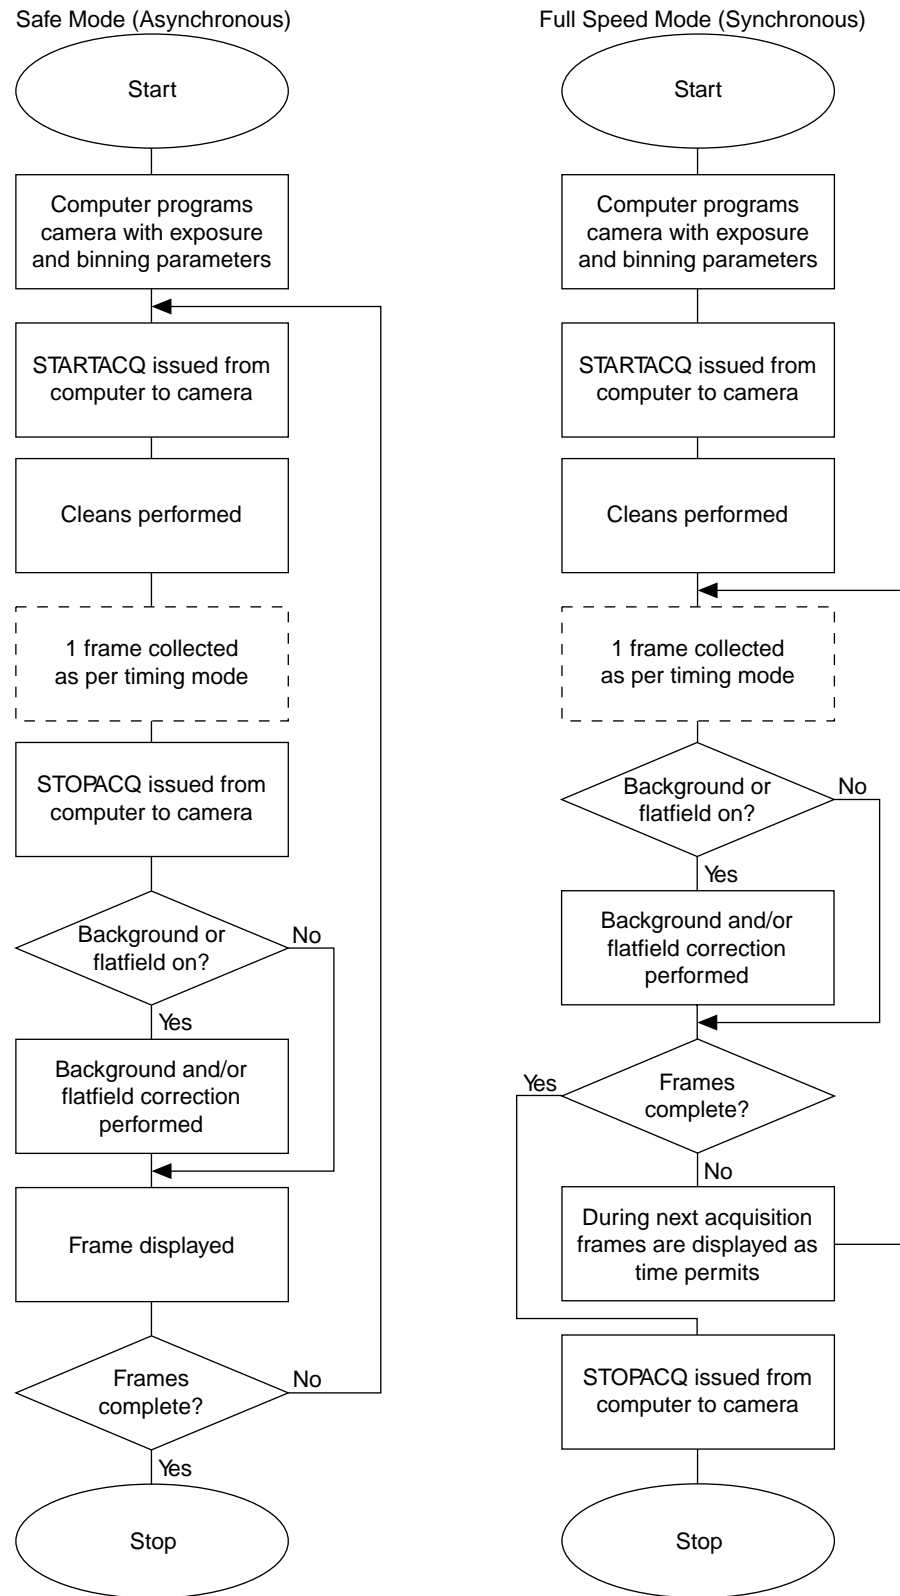 Safe Mode (Asynchronous)
Start
Computer programs
camera with exposure
and binning parameters
STARTACQ issued from
computer to camera
Cleans performed
1 frame collected
as per timing mode
STOPACQ issued from
computer to camera
Background or
flatfield on?
No
Yes
Background and/or
flatfield correction
performed
Frame displayed
Frames
complete?
No
Yes
Stop
Full Speed Mode (Synchronous)
Start
Computer programs
camera with exposure
and binning parameters
STARTACQ issued from
computer to camera
Cleans performed
1 frame collected
as per timing mode
Background or
flatfield on?
No
Yes
Background and/or
flatfield correction
performed
Yes
Frames
complete?
No
During next acquisition
frames are displayed as
time permits
STOPACQ issued from
computer to camera
Stop